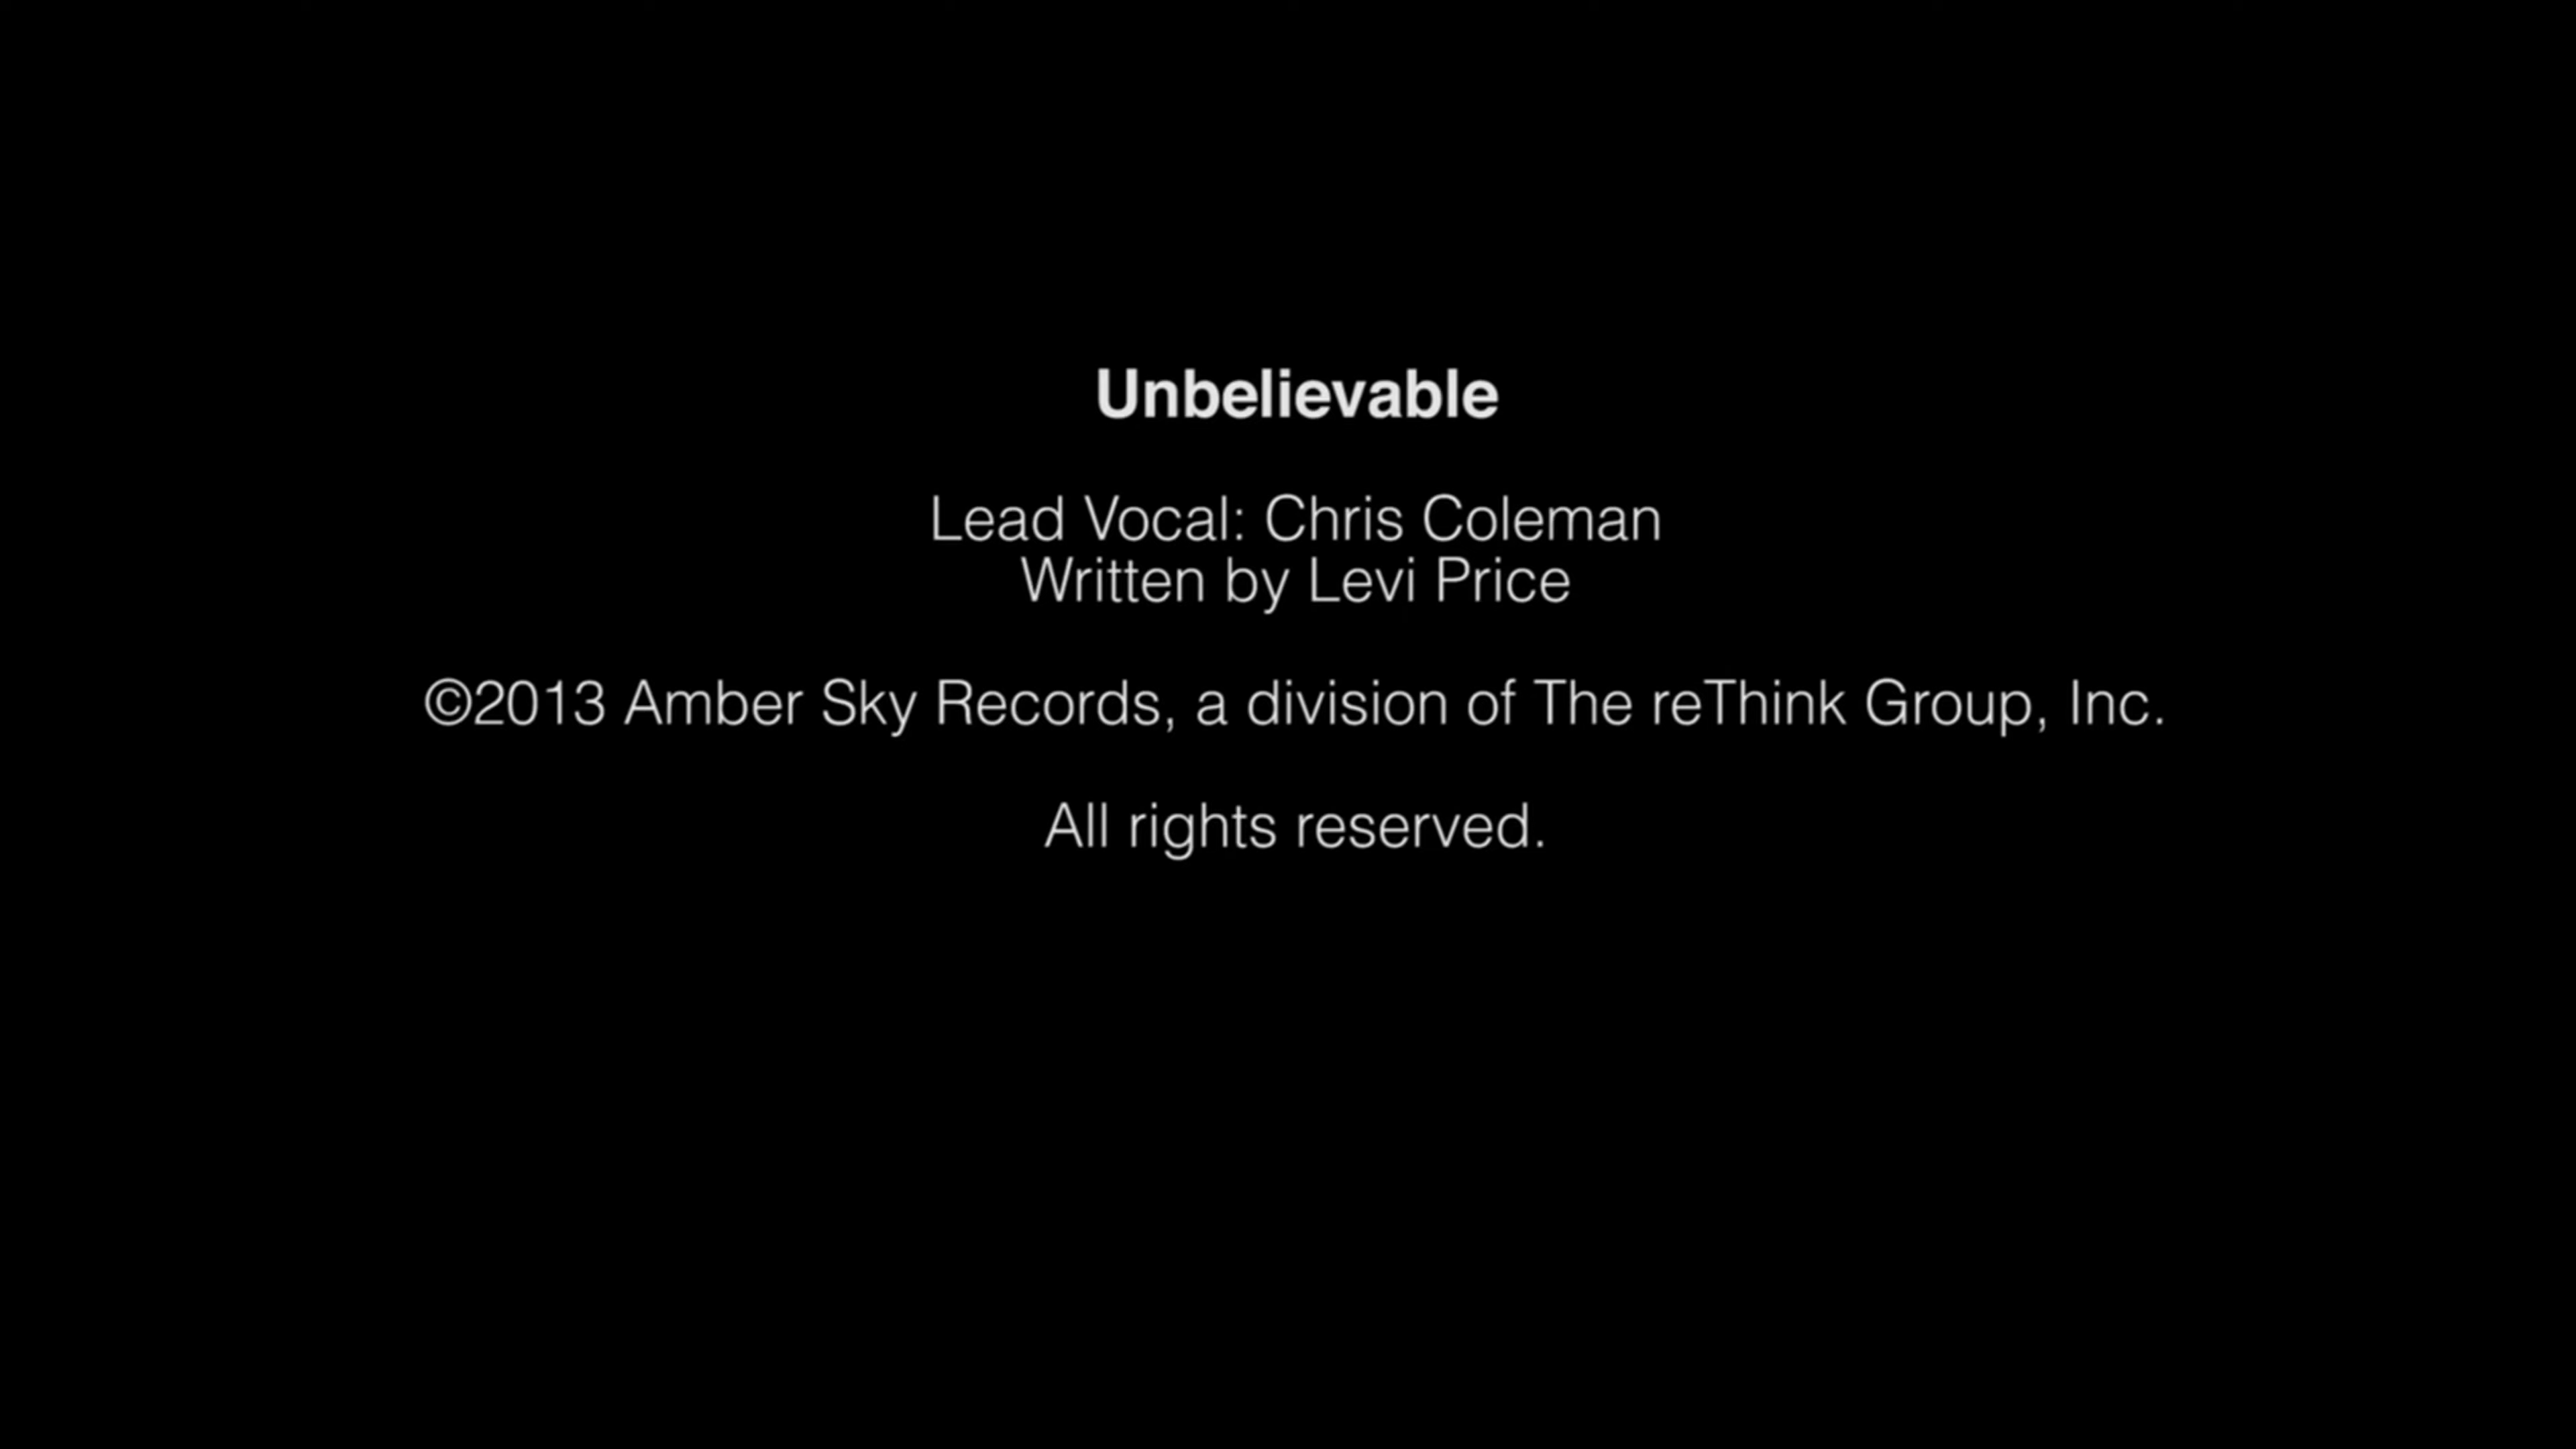 Unbelievable
Lead Vocal: Chris Coleman
Written by Levi Price
©2013 Amber Sky Records, a division of The reThink Group, Inc.
All rights reserved.